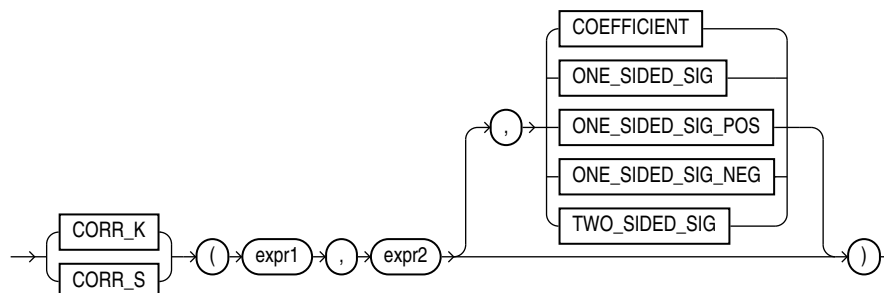 COEFFICIENT
ONE_SIDED_SIG
, ONE_SIDED_SIG_POS
ONE_SIDED_SIG_NEG
TWO_SIDED_SIG
CORR_K
CORR_S
( expr1 , expr2 )